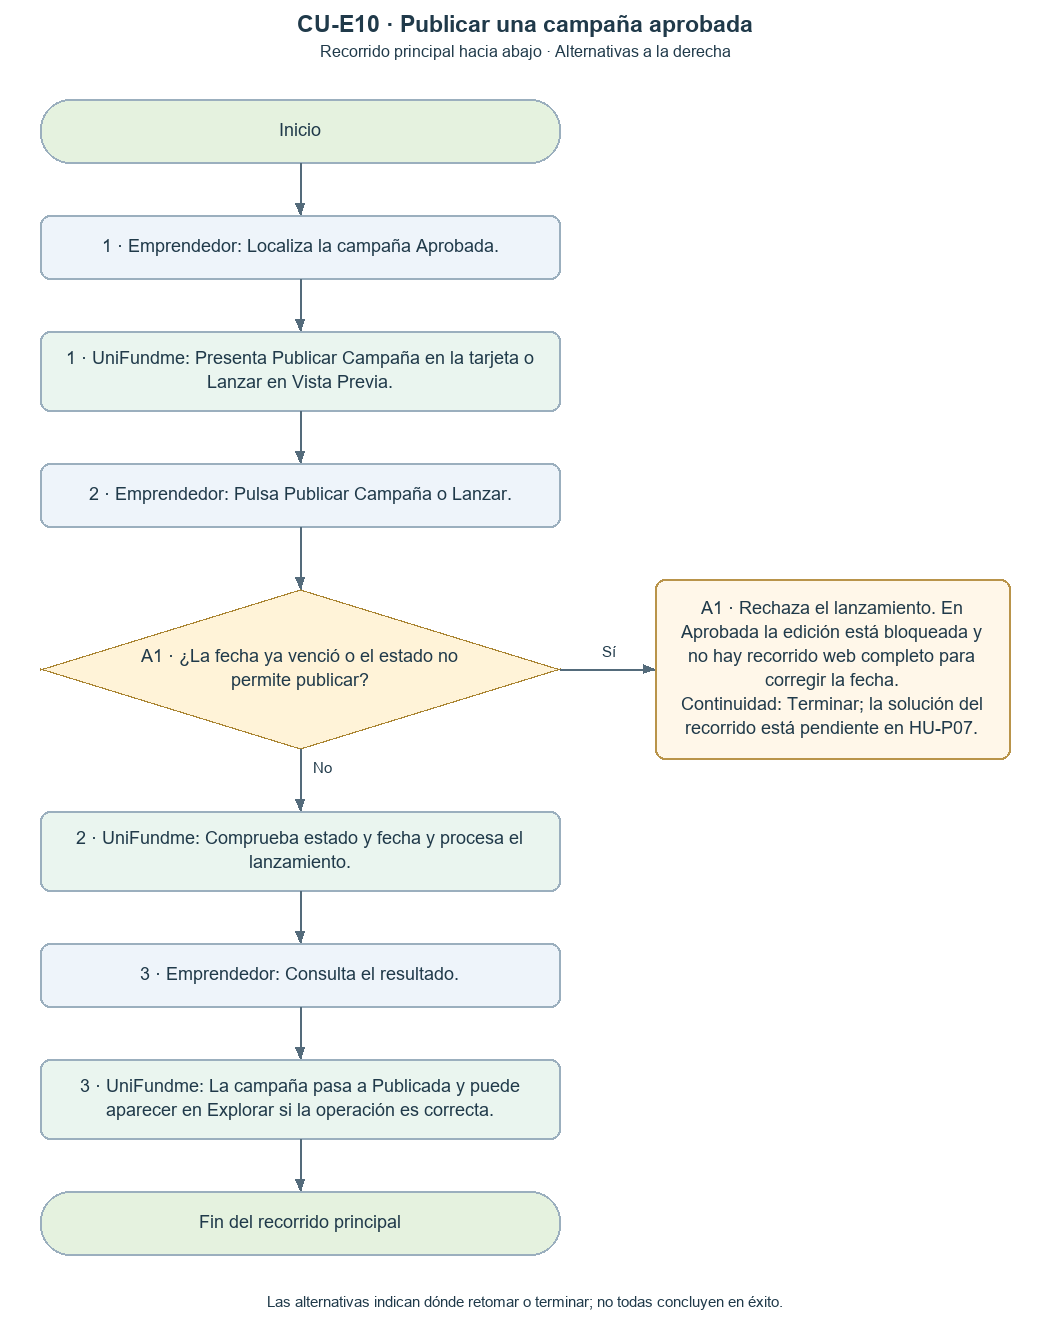 CU-E10 · Publicar una campaña aprobada
Recorrido principal hacia abajo · Alternativas a la derecha
Inicio
1 · Emprendedor: Localiza la campaña Aprobada.
1 · UniFundme: Presenta Publicar Campaña en la tarjeta o
Lanzar en Vista Previa.
2 · Emprendedor: Pulsa Publicar Campaña o Lanzar.
A1 · ¿La fecha ya venció o el estado no
permite publicar?
Sí
A1 · Rechaza el lanzamiento. En
Aprobada la edición está bloqueada y
no hay recorrido web completo para
corregir la fecha.
Continuidad: Terminar; la solución del
recorrido está pendiente en HU-P07.
No
2 · UniFundme: Comprueba estado y fecha y procesa el
lanzamiento.
3 · Emprendedor: Consulta el resultado.
3 · UniFundme: La campaña pasa a Publicada y puede
aparecer en Explorar si la operación es correcta.
Fin del recorrido principal
Las alternativas indican dónde retomar o terminar; no todas concluyen en éxito.